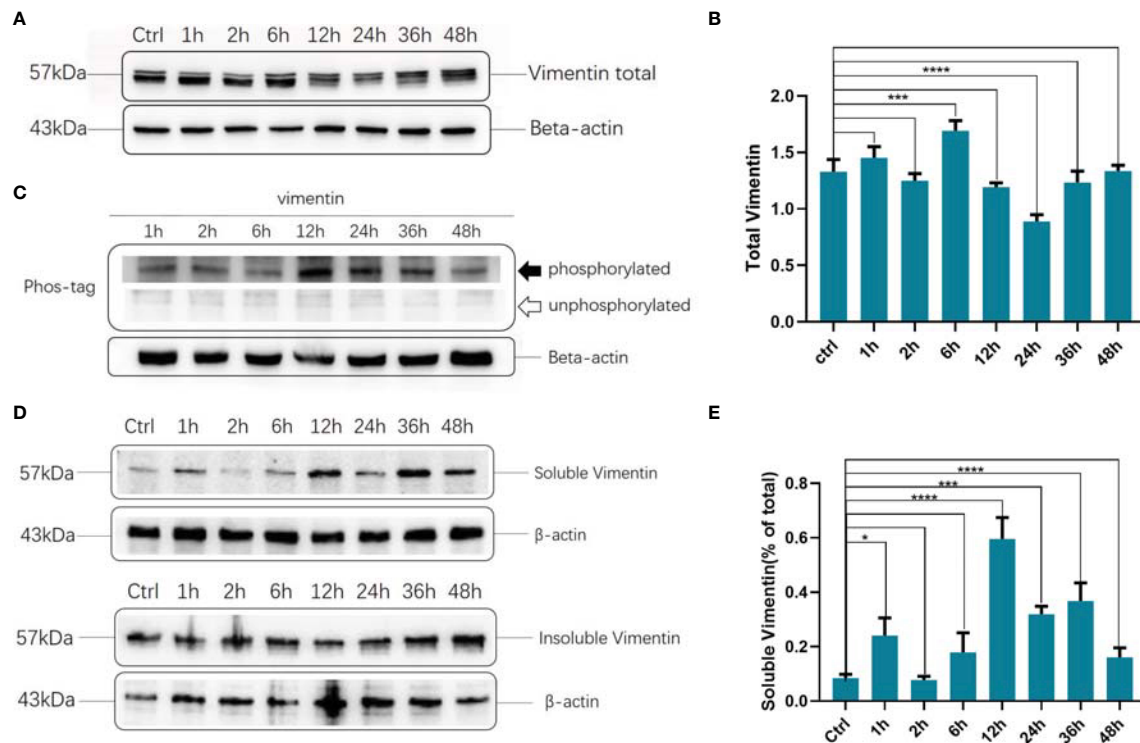 A
Ctrl 1h 2h 6h 12h 24h 36h 48h
57kDa Vimentin total
43kDa Beta-actin
B
Total Vimentin
2.0
1.5
1.0
0.5
0.0
***
****
ctrl 1h 2h 6h 12h 24h 36h 48h
C
vimentin
1h 2h 6h 12h 24h 36h 48h
Phos-tag
phosphorylated
unphosphorylated
Beta-actin
D
Ctrl 1h 2h 6h 12h 24h 36h 48h
57kDa Soluble Vimentin
43kDa β-actin
Ctrl 1h 2h 6h 12h 24h 36h 48h
57kDa Insoluble Vimentin
43kDa β-actin
E
Soluble Vimentin(% of total)
0.8
0.6
0.4
0.2
0.0
*
****
***
****
Ctrl 1h 2h 6h 12h 24h 36h 48h